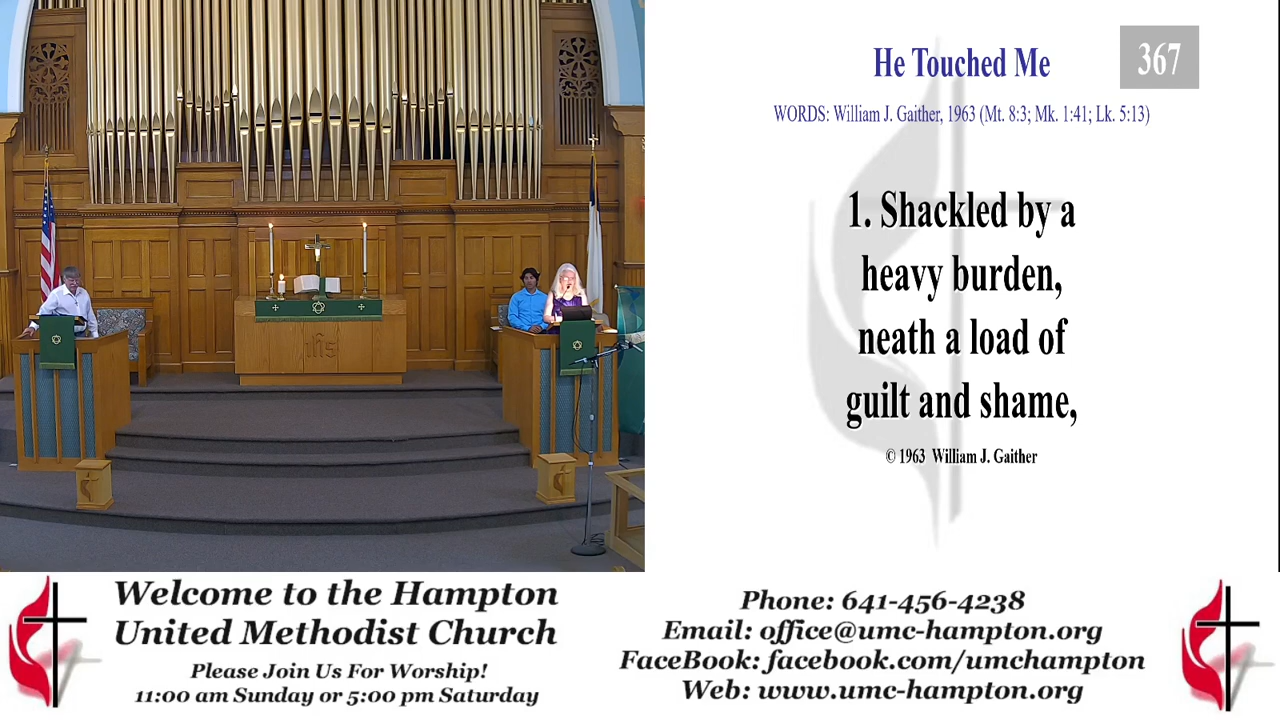 He Touched Me
367
WORDS: William J. Gaither, 1963 (Mt. 8:3; Mk. 1:41; Lk. 5:13)
1. Shackled by a
heavy burden,
neath a load of
guilt and shame,
© 1963 William J. Gaither
ihs
Welcome to the Hampton
United Methodist Church
Please Join Us For Worship!
11:00 am Sunday or 5:00 pm Saturday
Phone: 641-456-4238
Email: office@umc-hampton.org
FaceBook: facebook.com/umchampton
Web: www.umc-hampton.org